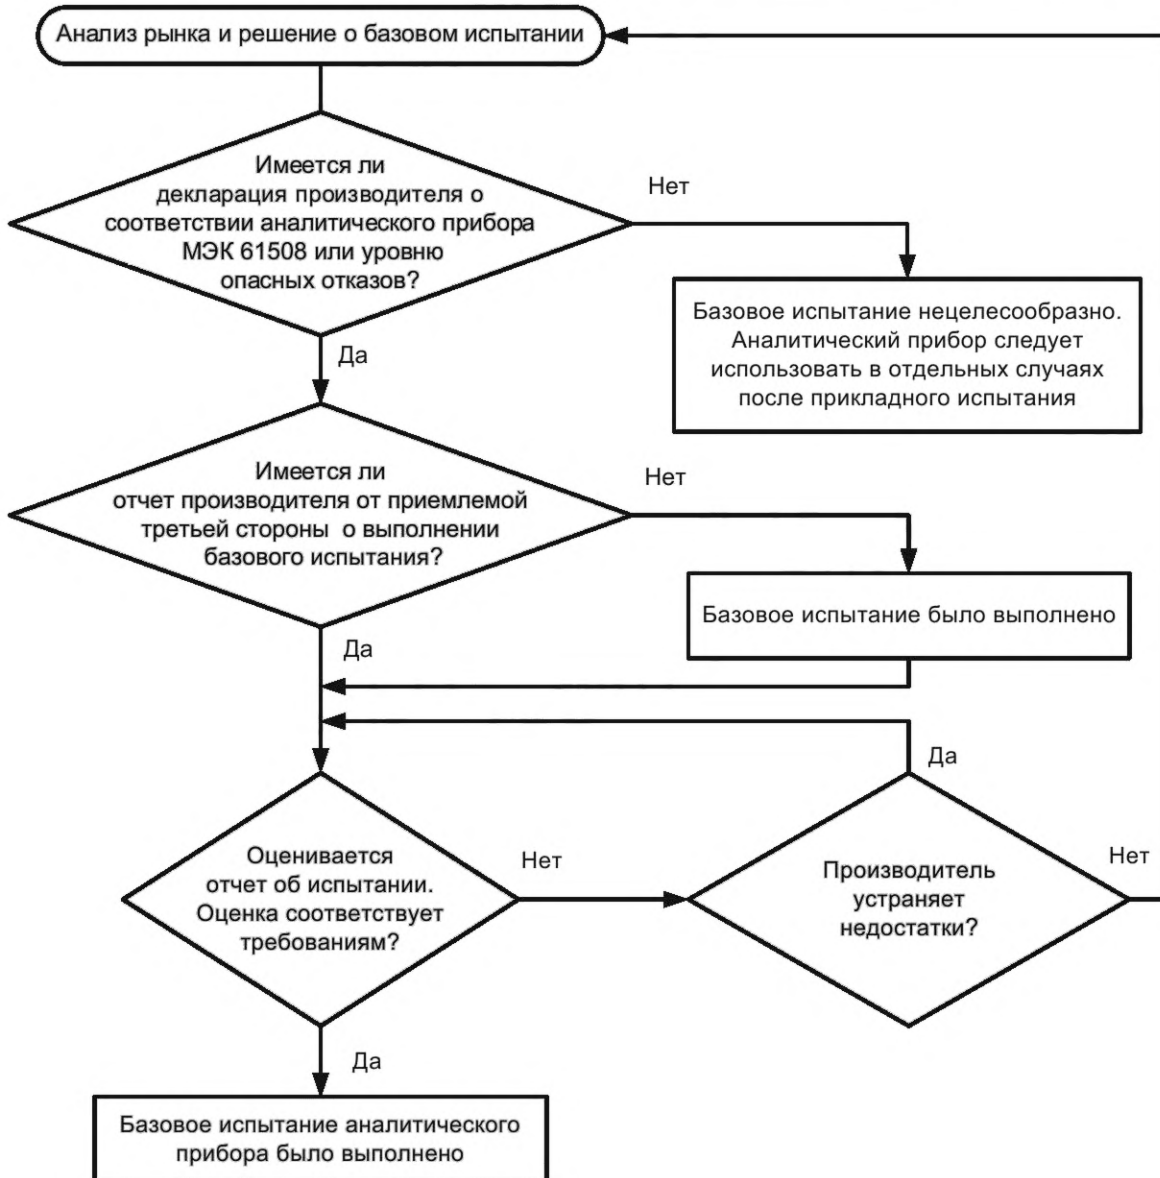 Анализ рынка и решение о базовом испытании
Имеется ли
декларация производителя о
соответствии аналитического прибора
МЭК 61508 или уровню
опасных отказов?
Нет
Базовое испытание нецелесообразно.
Аналитический прибор следует
использовать в отдельных случаях
после прикладного испытания
Да
Имеется ли
отчет производителя от приемлемой
третьей стороны о выполнении
базового испытания?
Нет
Базовое испытание было выполнено
Да
Оценивается
отчет об испытании.
Оценка соответствует
требованиям?
Нет
Да
Производитель
устраняет
недостатки?
Нет
Да
Базовое испытание аналитического
прибора было выполнено